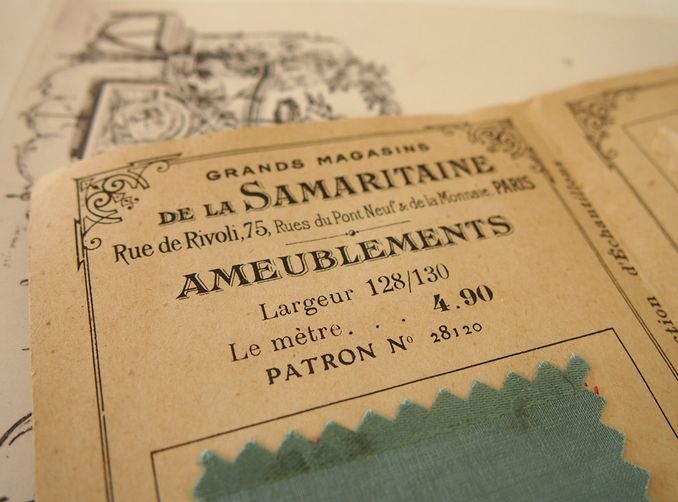 GRANDS MAGASINS
DE LA SAMARITAINE
Rue de Rivoli, 75, Rues du Pont Neuf & de la Monnaie PARIS
AMEUBLEMENTS
Largeur 128/130
Le mètre. . . 4.90
PATRON No 28120
d'Échantillons